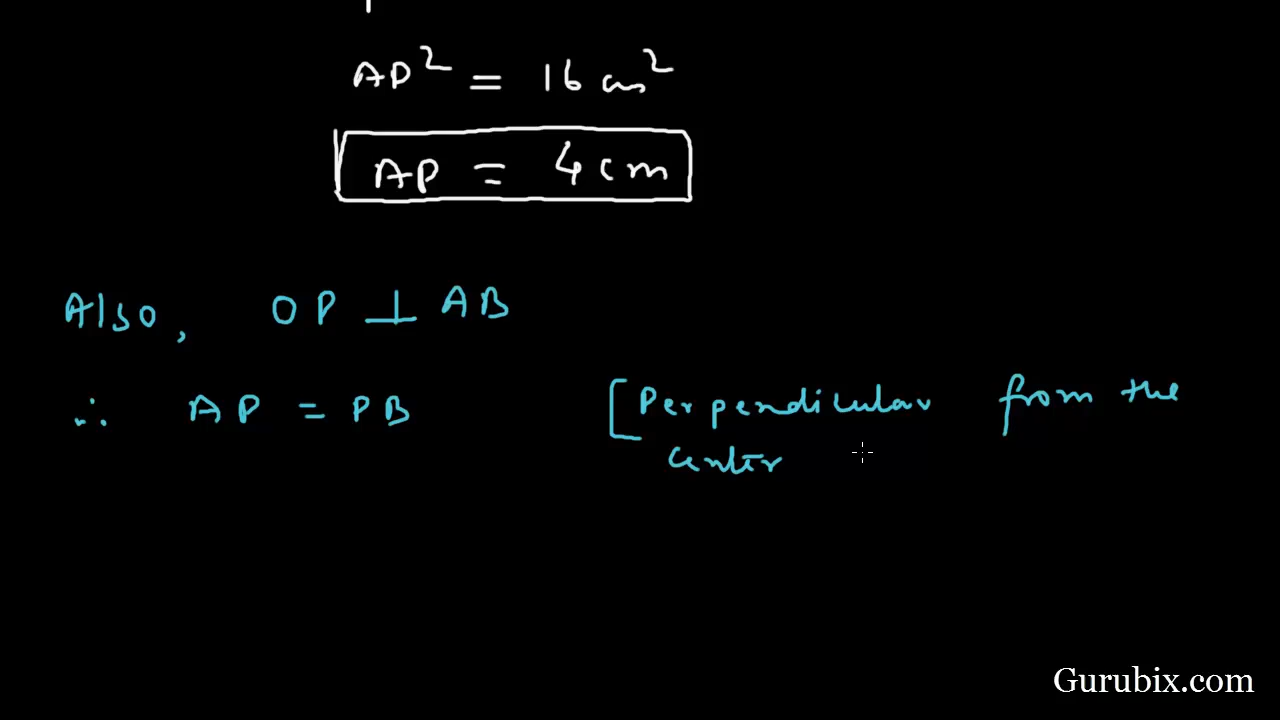 AP² = 16 cm²
AP = 4 cm
Also, OP ⊥ AB
∴ AP = PB [Perpendicular from the
center
Gurubix.com